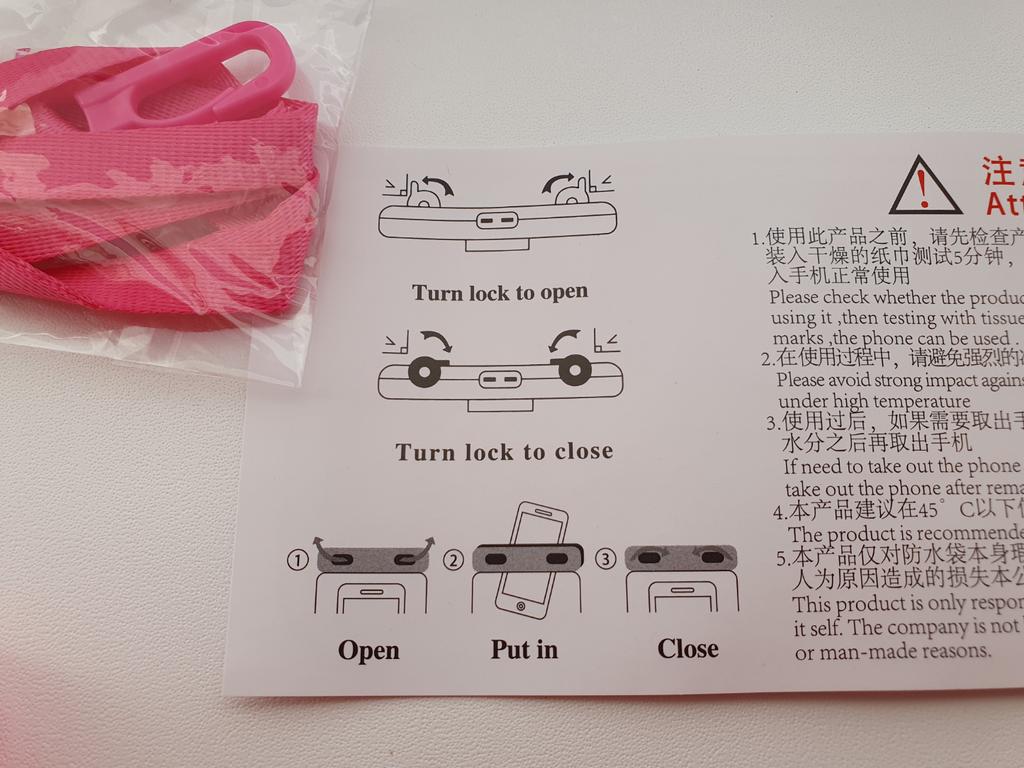 Turn lock to open
Turn lock to close
① ② ③
Open Put in Close
注
1.使用此产品之前，请先检查产
装入干燥的纸巾测试5分钟，
入手机正常使用
Please check whether the
using it ,then testing with tissue
marks ,the phone can be used .
2.在使用过程中，请避免强烈的
Please avoid strong impact
under high temperature
3.使用过后，如果需要取出手
水分之后再取出手机
If need to take out the phone
take out the phone after
4.本产品建议在45°C以下
The product is
5.本产品仅对防水袋本身
人为原因造成的损失本公
This product is only
it self. The company is not
or man-made reasons.